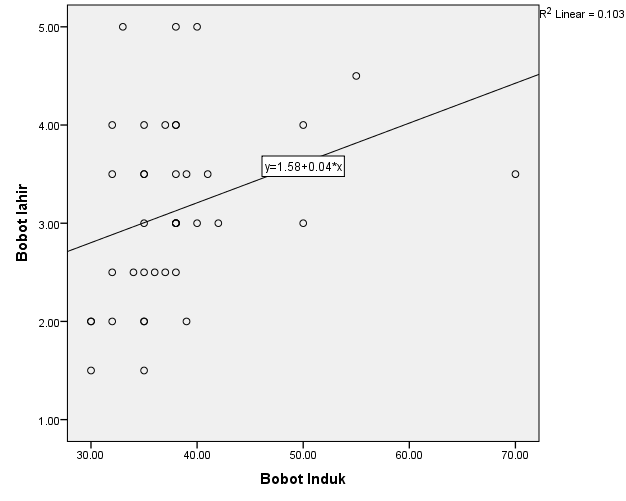 R² Linear = 0.103
5.00
4.00
3.00
2.00
1.00
Bobot lahir
y=1.58+0.04*x
30.00 40.00 50.00 60.00 70.00
Bobot Induk